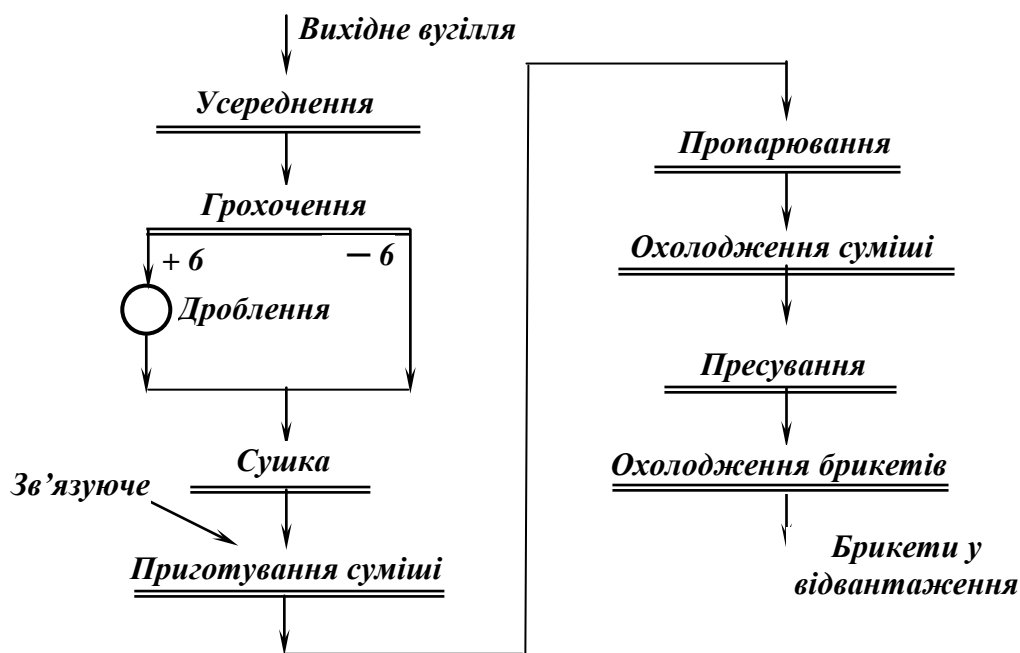 Вихідне вугілля
Усереднення
Грохочення
+ 6
— 6
Дроблення
Сушка
Зв’язуюче
Приготування суміші
Пропарювання
Охолодження суміші
Пресування
Охолодження брикетів
Брикети у
відвантаження